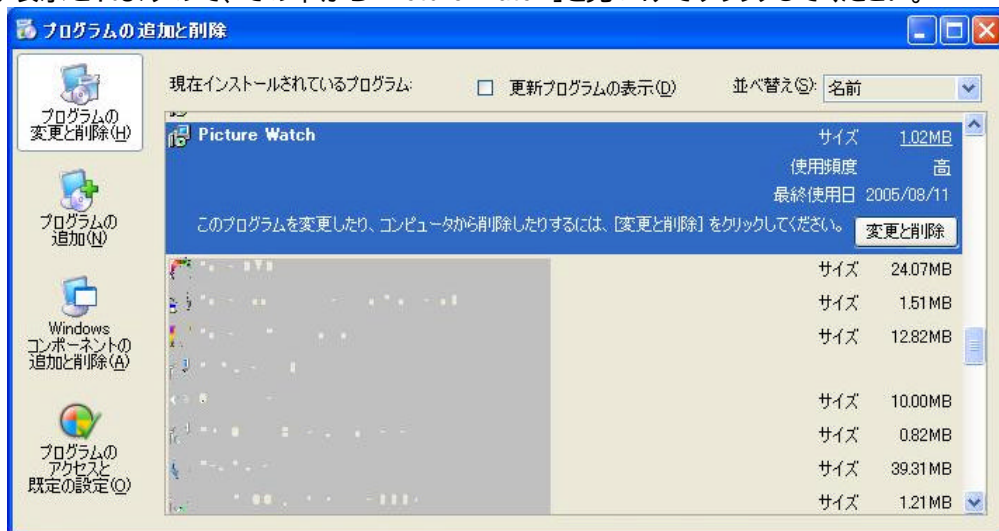 プログラムの追加と削除
現在インストールされているプログラム:
更新プログラムの表示(D)
並べ替え(S):
名前
プログラムの
変更と削除(H)
プログラムの
追加(N)
Windows
コンポーネントの
追加と削除(A)
プログラムの
アクセスと
既定の設定(O)
Picture Watch
サイズ 1.02MB
使用頻度 高
最終使用日 2005/08/11
このプログラムを変更したり、コンピュータから削除したりするには、[変更と削除] をクリックしてください。
変更と削除
サイズ 24.07MB
サイズ 1.51MB
サイズ 12.82MB
サイズ 10.00MB
サイズ 0.82MB
サイズ 39.31MB
サイズ 1.21MB